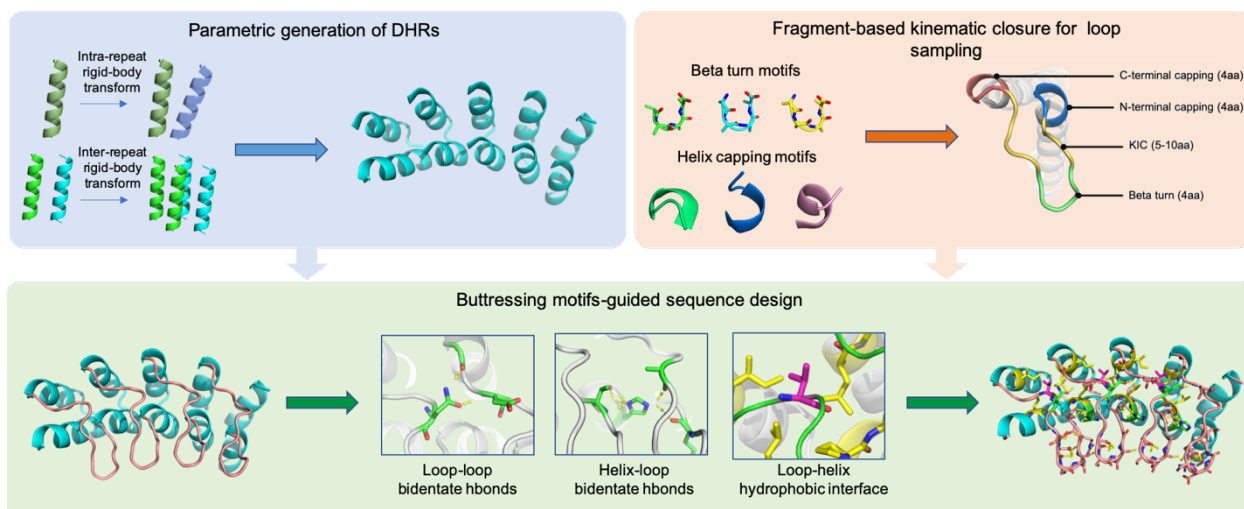 Parametric generation of DHRs
Intra-repeat
rigid-body
transform
Inter-repeat
rigid-body
transform
Fragment-based kinematic closure for loop
sampling
Beta turn motifs
Helix capping motifs
C-terminal capping (4aa)
N-terminal capping (4aa)
KIC (5-10aa)
Beta turn (4aa)
Buttressing motifs-guided sequence design
Loop-loop
bidentate hbonds
Helix-loop
bidentate hbonds
Loop-helix
hydrophobic interface